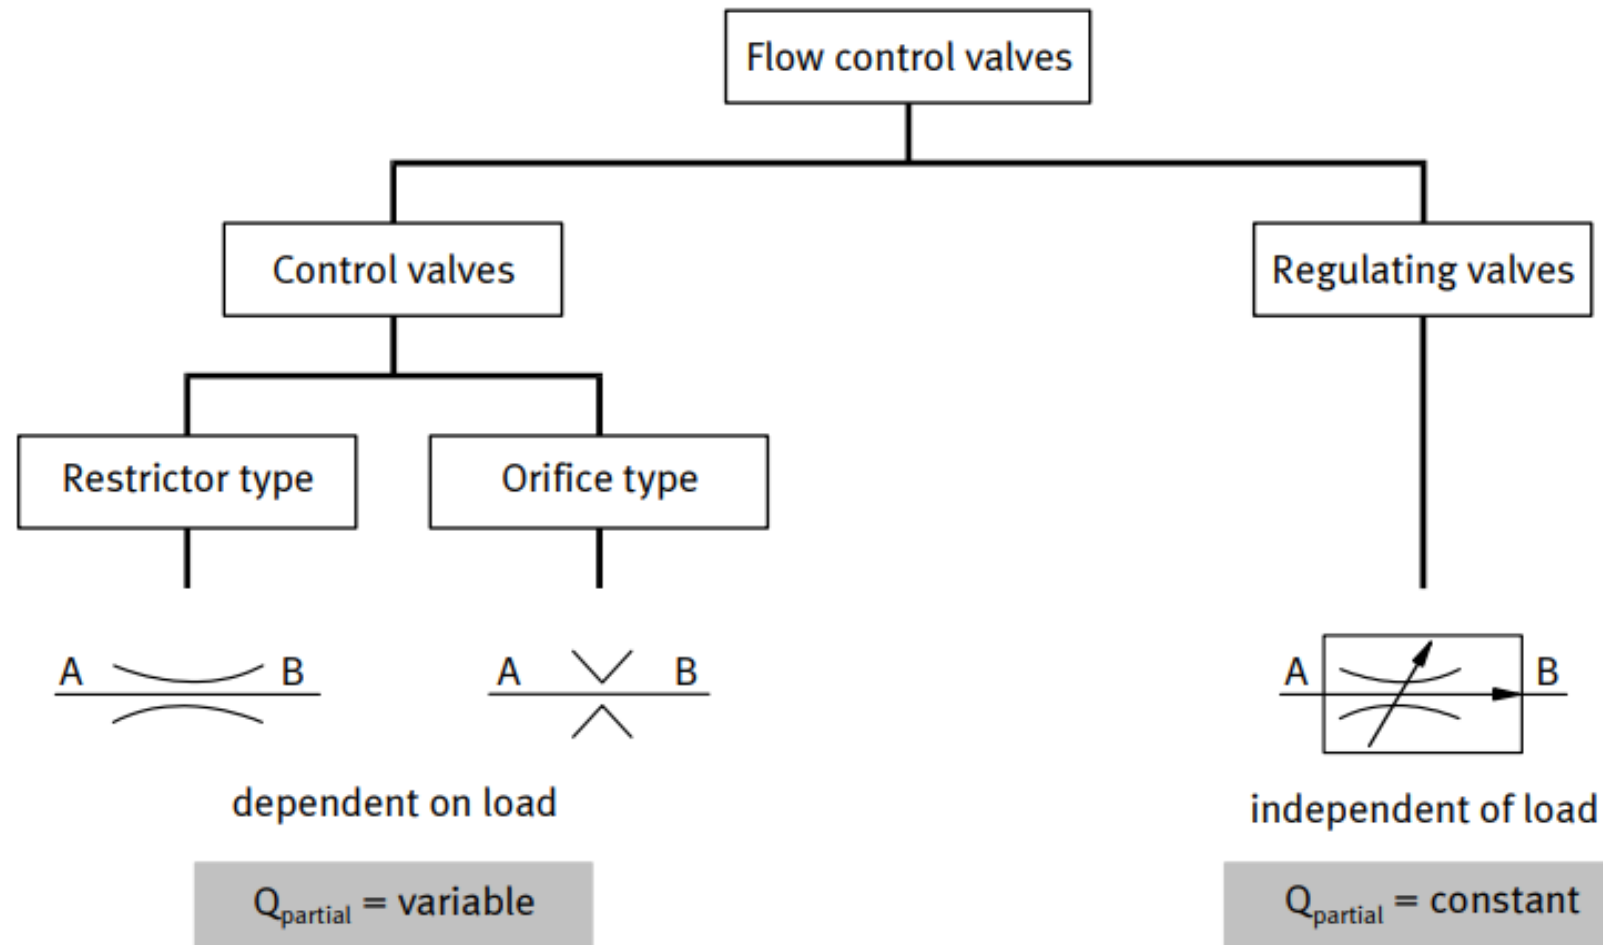 Flow control valves
Control valves
Regulating valves
Restrictor type
Orifice type
A B
A B
A B
dependent on load
independent of load
Qpartial = variable
Qpartial = constant